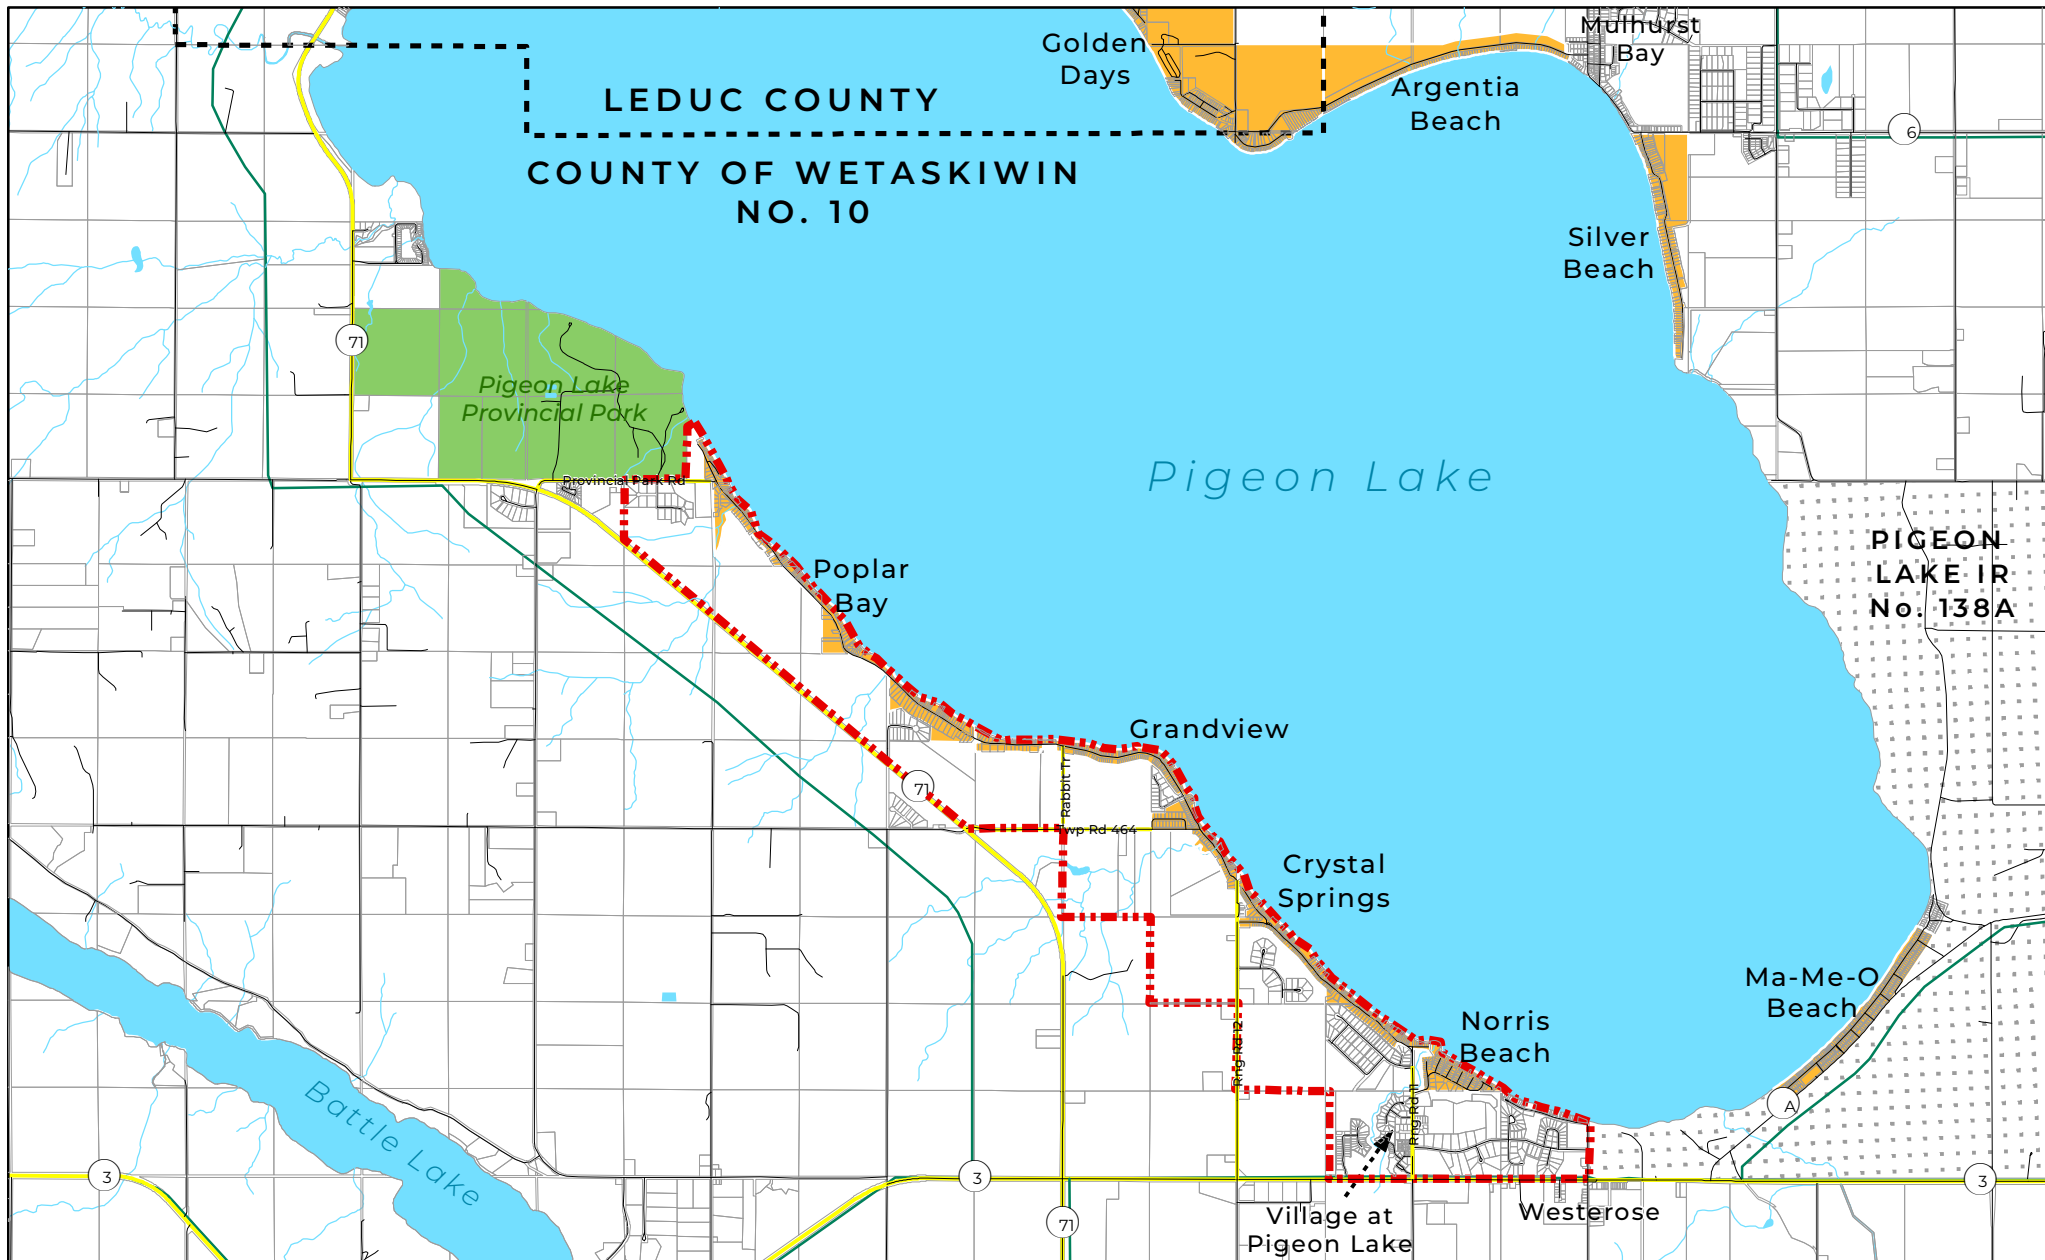 Golden
Days
Mulhurst
Bay
Argentia
Beach
LEDUC COUNTY
COUNTY OF WETASKIWIN
NO. 10
6
Silver
Beach
71
Pigeon Lake
Provincial Park
Provincial Park Rd
Pigeon Lake
PIGEON
LAKE IR
No. 138A
Poplar
Bay
Grandview
71
Rabbit Tr
Twp Rd 464
Crystal
Springs
Ma-Me-O
Beach
Norris
Beach
Rng Rd 12
Rng Rd 11
A
Battle Lake
3
3
3
71
Village at
Pigeon Lake
Westerose